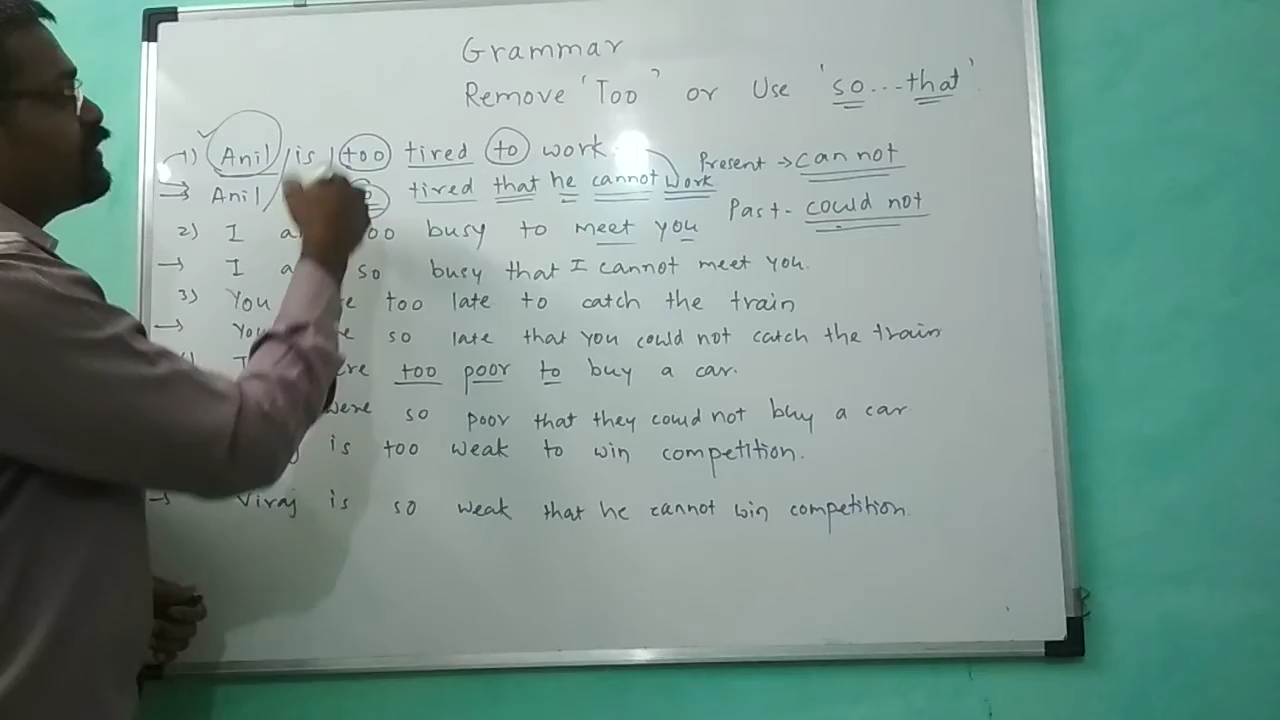 Grammar
Remove 'Too' or Use 'so...that'
1) Anil / is / too tired to work.
Present → cannot
→ Anil / tired that he cannot work
Past - could not
2) I too busy to meet you
→ I so busy that I cannot meet you.
3) You too late to catch the train
→ You so late that you could not catch the train
too poor to buy a car.
were so poor that they could not buy a car
is too weak to win competition.
→ Viraj is so weak that he cannot win competition.